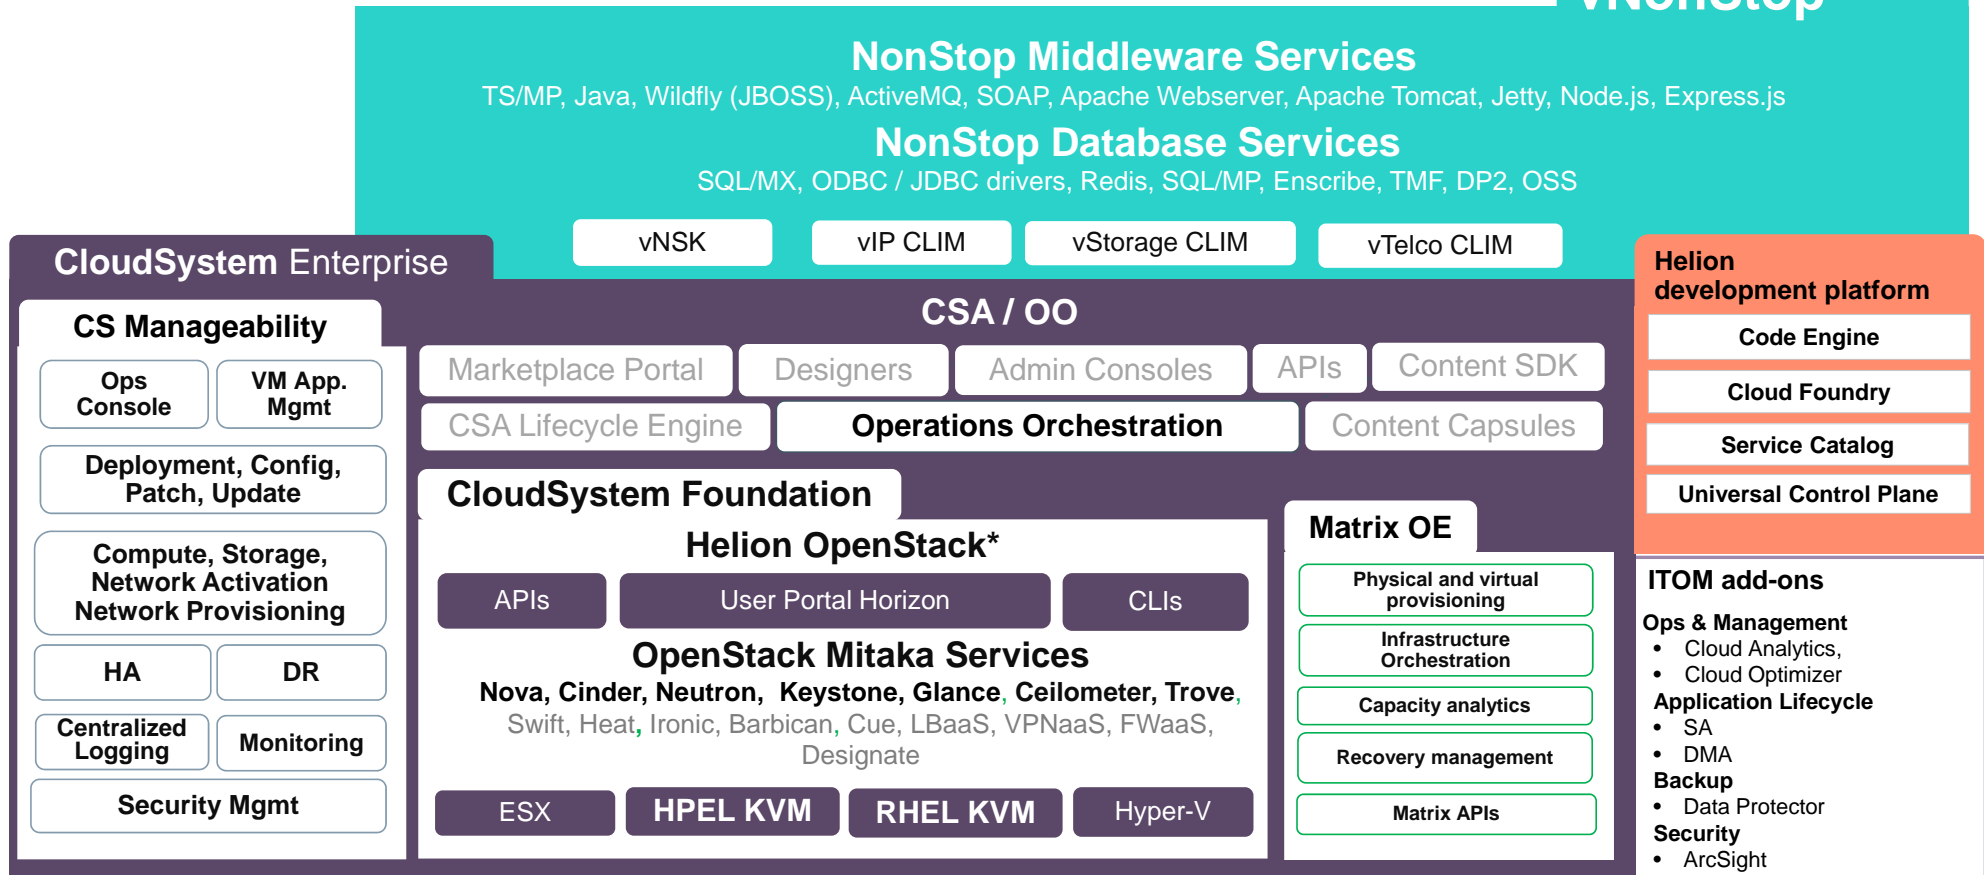 vNonStop
NonStop Middleware Services
TS/MP, Java, Wildfly (JBOSS), ActiveMQ, SOAP, Apache Webserver, Apache Tomcat, Jetty, Node.js, Express.js
NonStop Database Services
SQL/MX, ODBC / JDBC drivers, Redis, SQL/MP, Enscribe, TMF, DP2, OSS
vNSK
vIP CLIM
vStorage CLIM
vTelco CLIM
CloudSystem Enterprise
CS Manageability
Ops
Console
VM App.
Mgmt
Deployment, Config,
Patch, Update
Compute, Storage,
Network Activation
Network Provisioning
HA
DR
Centralized
Logging
Monitoring
Security Mgmt
CSA / OO
Marketplace Portal
Designers
Admin Consoles
APIs
Content SDK
CSA Lifecycle Engine
Operations Orchestration
Content Capsules
CloudSystem Foundation
Helion OpenStack*
APIs
User Portal Horizon
CLIs
OpenStack Mitaka Services
Nova, Cinder, Neutron, Keystone, Glance, Ceilometer, Trove,
Swift, Heat, Ironic, Barbican, Cue, LBaaS, VPNaaS, FWaaS,
Designate
ESX
HPEL KVM
RHEL KVM
Hyper-V
Matrix OE
Physical and virtual
provisioning
Infrastructure
Orchestration
Capacity analytics
Recovery management
Matrix APIs
Helion
development platform
Code Engine
Cloud Foundry
Service Catalog
Universal Control Plane
ITOM add-ons
Ops & Management
• Cloud Analytics,
• Cloud Optimizer
Application Lifecycle
• SA
• DMA
Backup
• Data Protector
Security
• ArcSight